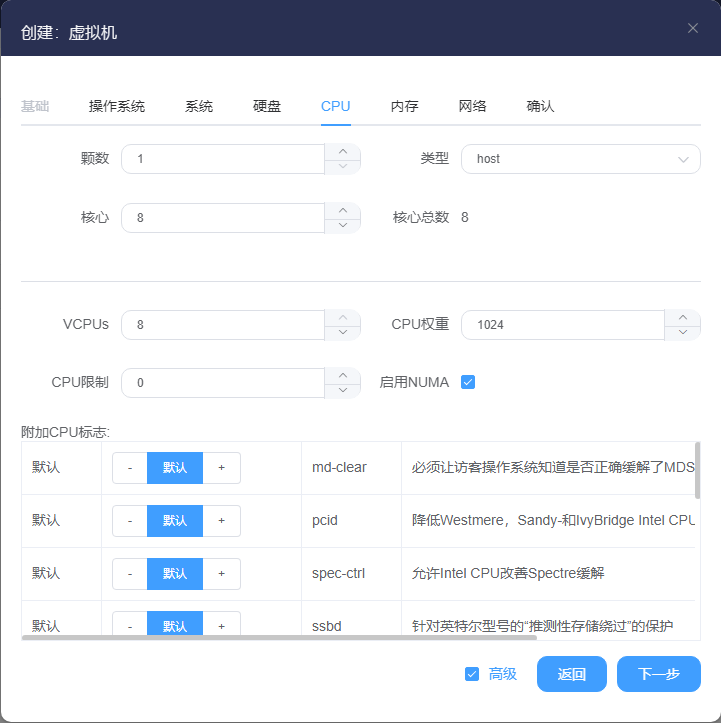 创建：虚拟机
基础 操作系统 系统 硬盘 CPU 内存 网络 确认
颗数 1 类型 host
核心 8 核心总数 8
VCPUs 8 CPU权重 1024
CPU限制 0 启用NUMA
附加CPU标志:
默认 - 默认 + md-clear 必须让访客操作系统知道是否正确缓解了MDS
默认 - 默认 + pcid 降低Westmere，Sandy-和IvyBridge Intel CPU
默认 - 默认 + spec-ctrl 允许Intel CPU改善Spectre缓解
默认 - 默认 + ssbd 针对英特尔型号的“推测性存储绕过”的保护
高级 返回 下一步